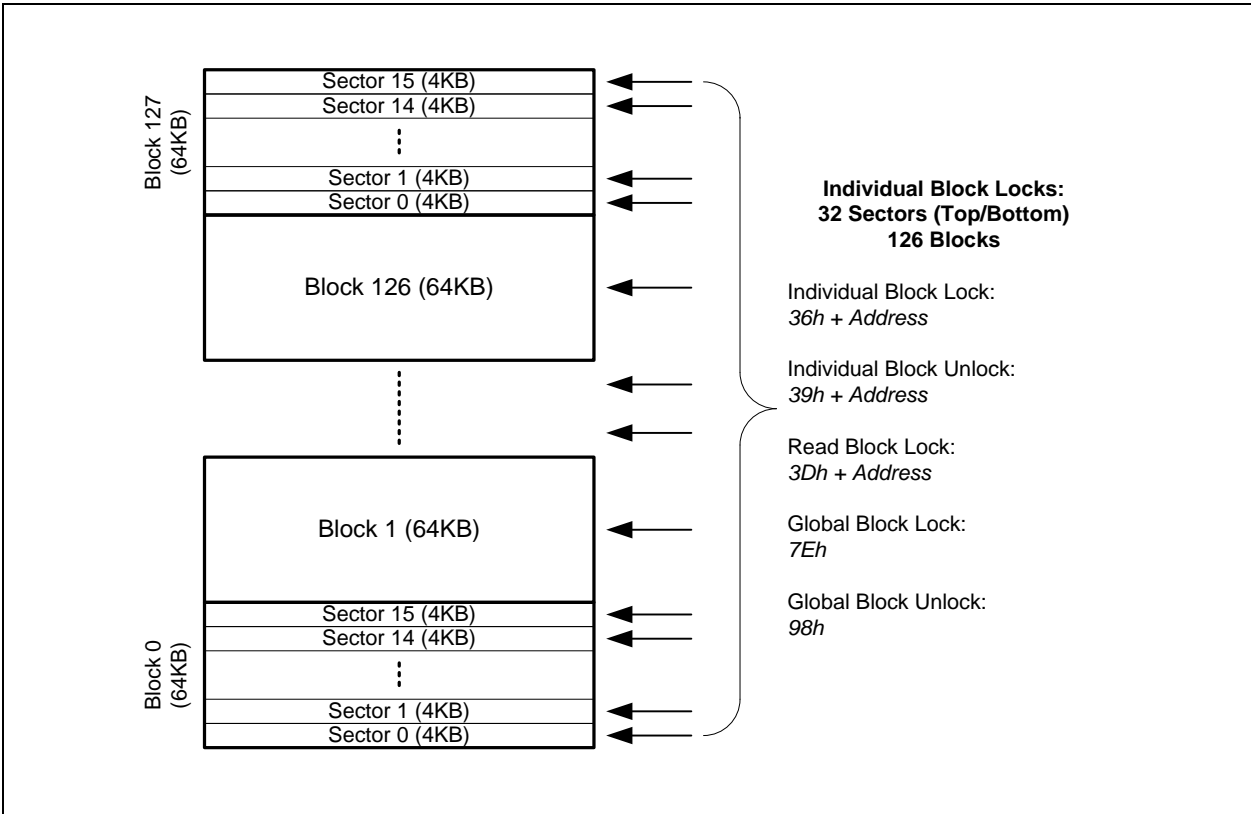 Block 127
(64KB)
Sector 15 (4KB)
Sector 14 (4KB)
Sector 1 (4KB)
Sector 0 (4KB)
Block 126 (64KB)
Block 1 (64KB)
Block 0
(64KB)
Sector 15 (4KB)
Sector 14 (4KB)
Sector 1 (4KB)
Sector 0 (4KB)
Individual Block Locks:
32 Sectors (Top/Bottom)
126 Blocks
Individual Block Lock:
36h + Address
Individual Block Unlock:
39h + Address
Read Block Lock:
3Dh + Address
Global Block Lock:
7Eh
Global Block Unlock:
98h